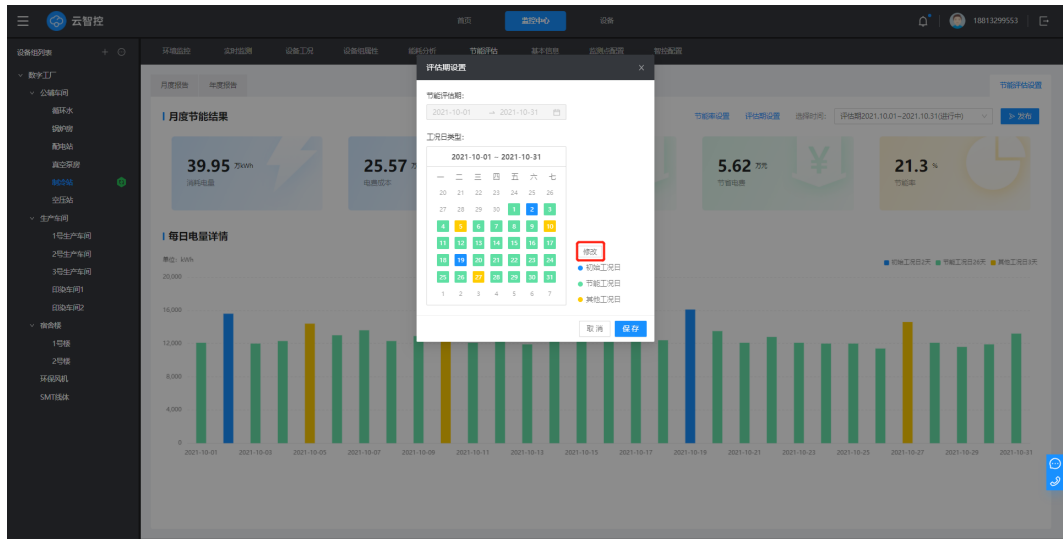 云智控
首页
监控中心
设备
18813299553
设备组列表
环境监控 实时监测 设备工况 设备组属性 能耗分析 节能评估 基本信息 监测点配置 智控配置
数字工厂
公辅车间
循环水
锅炉房
配电站
真空泵房
制冷站
空压站
生产车间
1号生产车间
2号生产车间
3号生产车间
印染车间1
印染车间2
宿舍楼
1号楼
2号楼
环保风机
SMT线体
月度报告 年度报告
节能评估设置
月度节能结果
节能率设置 评估期设置 选择时间: 评估期2021.10.01~2021.10.31(进行中) 发布
39.95 万kWh
消耗电量
25.57
电费成本
5.62 万元
节省电费
21.3 %
节能率
每日电量详情
单位: kWh
初始工况日2天 节能工况日26天 其他工况日3天
20,000
16,000
12,000
8,000
4,000
0
2021-10-01 2021-10-03 2021-10-05 2021-10-07 2021-10-09 2021-10-11 2021-10-13 2021-10-15 2021-10-17 2021-10-19 2021-10-21 2021-10-23 2021-10-25 2021-10-27 2021-10-29 2021-10-31
评估期设置
节能评估期:
2021-10-01 → 2021-10-31
工况日类型:
2021-10-01 ~ 2021-10-31
一 二 三 四 五 六 七
20 21 22 23 24 25 26
27 28 29 30 1 2 3
4 5 6 7 8 9 10
11 12 13 14 15 16 17
18 19 20 21 22 23 24
25 26 27 28 29 30 31
1 2 3 4 5 6 7
修改
初始工况日
节能工况日
其他工况日
取消 保存